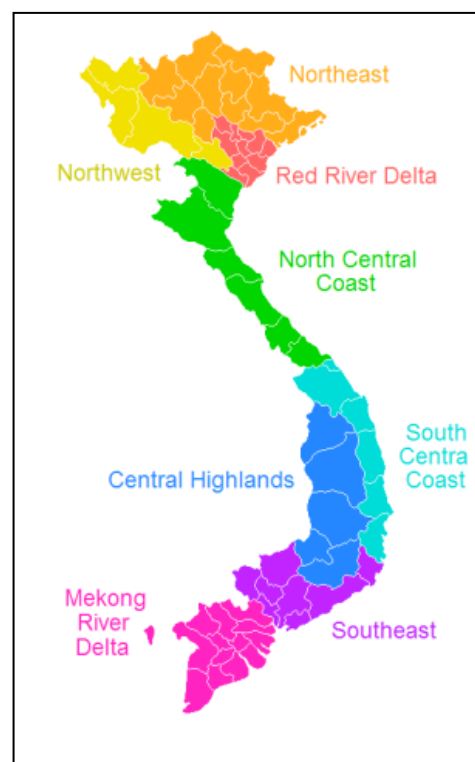 Northeast
Northwest
Red River Delta
North Central
Coast
South
Centra
Coast
Central Highlands
Mekong
River
Delta
Southeast